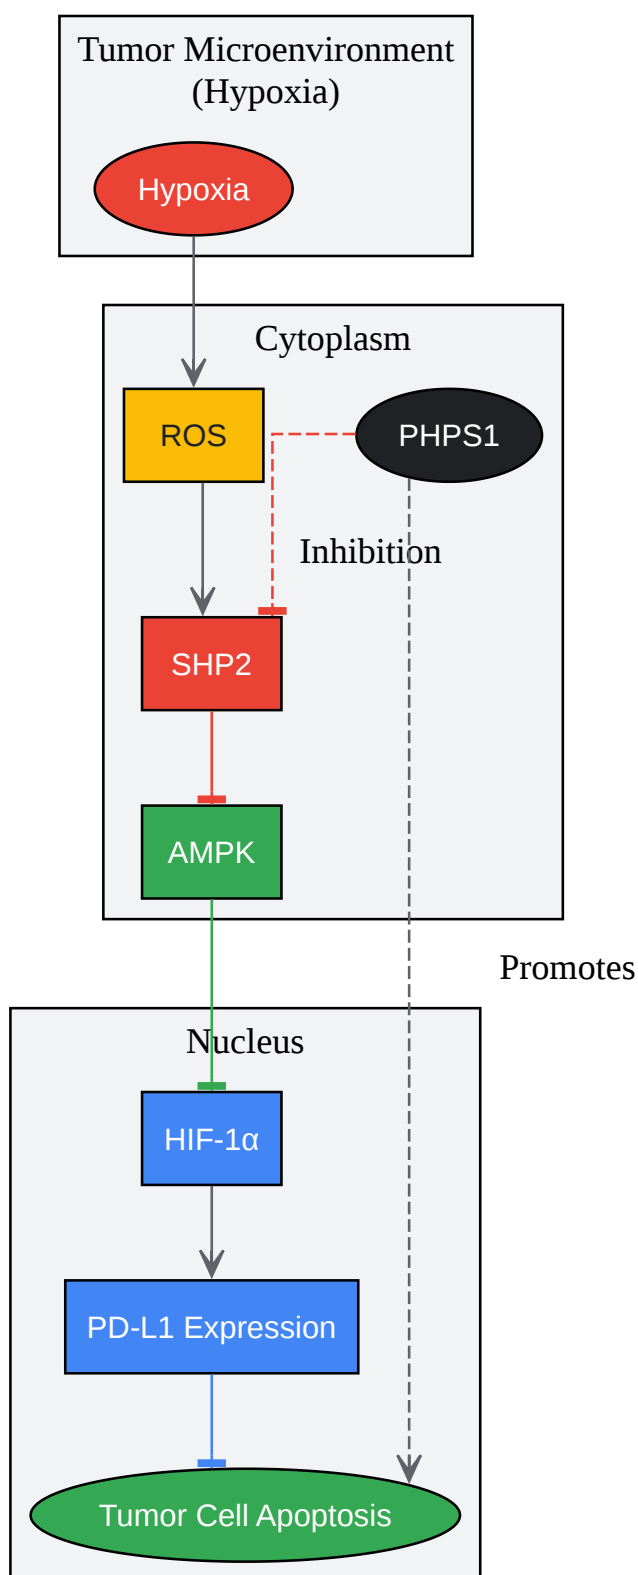 Tumor Microenvironment
(Hypoxia)
Hypoxia
Cytoplasm
ROS
PHPS1
Inhibition
SHP2
AMPK
Promotes
Nucleus
HIF-1α
PD-L1 Expression
Tumor Cell Apoptosis